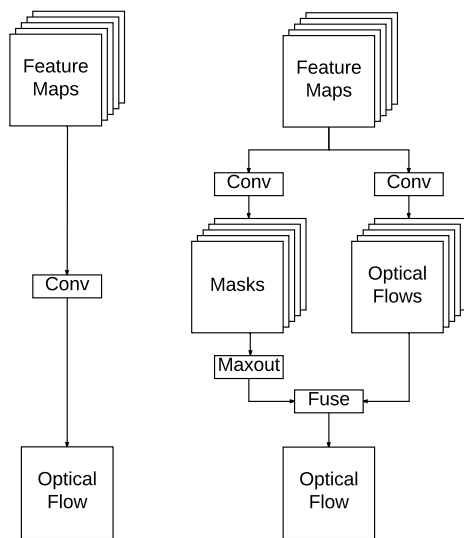 Feature
Maps
Conv
Optical
Flow
Feature
Maps
Conv
Conv
Masks
Optical
Flows
Maxout
Fuse
Optical
Flow